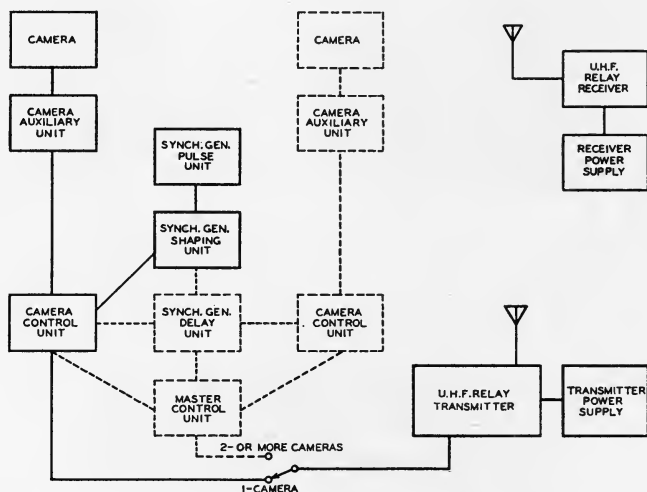 CAMERA
CAMERA
AUXILIARY
UNIT
SYNCH. GEN.
PULSE
UNIT
SYNCH. GEN.
SHAPING
UNIT
CAMERA
CONTROL
UNIT
SYNCH. GEN.
DELAY
UNIT
MASTER
CONTROL
UNIT
CAMERA
CAMERA
AUXILIARY
UNIT
CAMERA
CONTROL
UNIT
2- OR MORE CAMERAS
1-CAMERA
U.H.F.
RELAY
RECEIVER
RECEIVER
POWER
SUPPLY
U.H.F. RELAY
TRANSMITTER
TRANSMITTER
POWER
SUPPLY